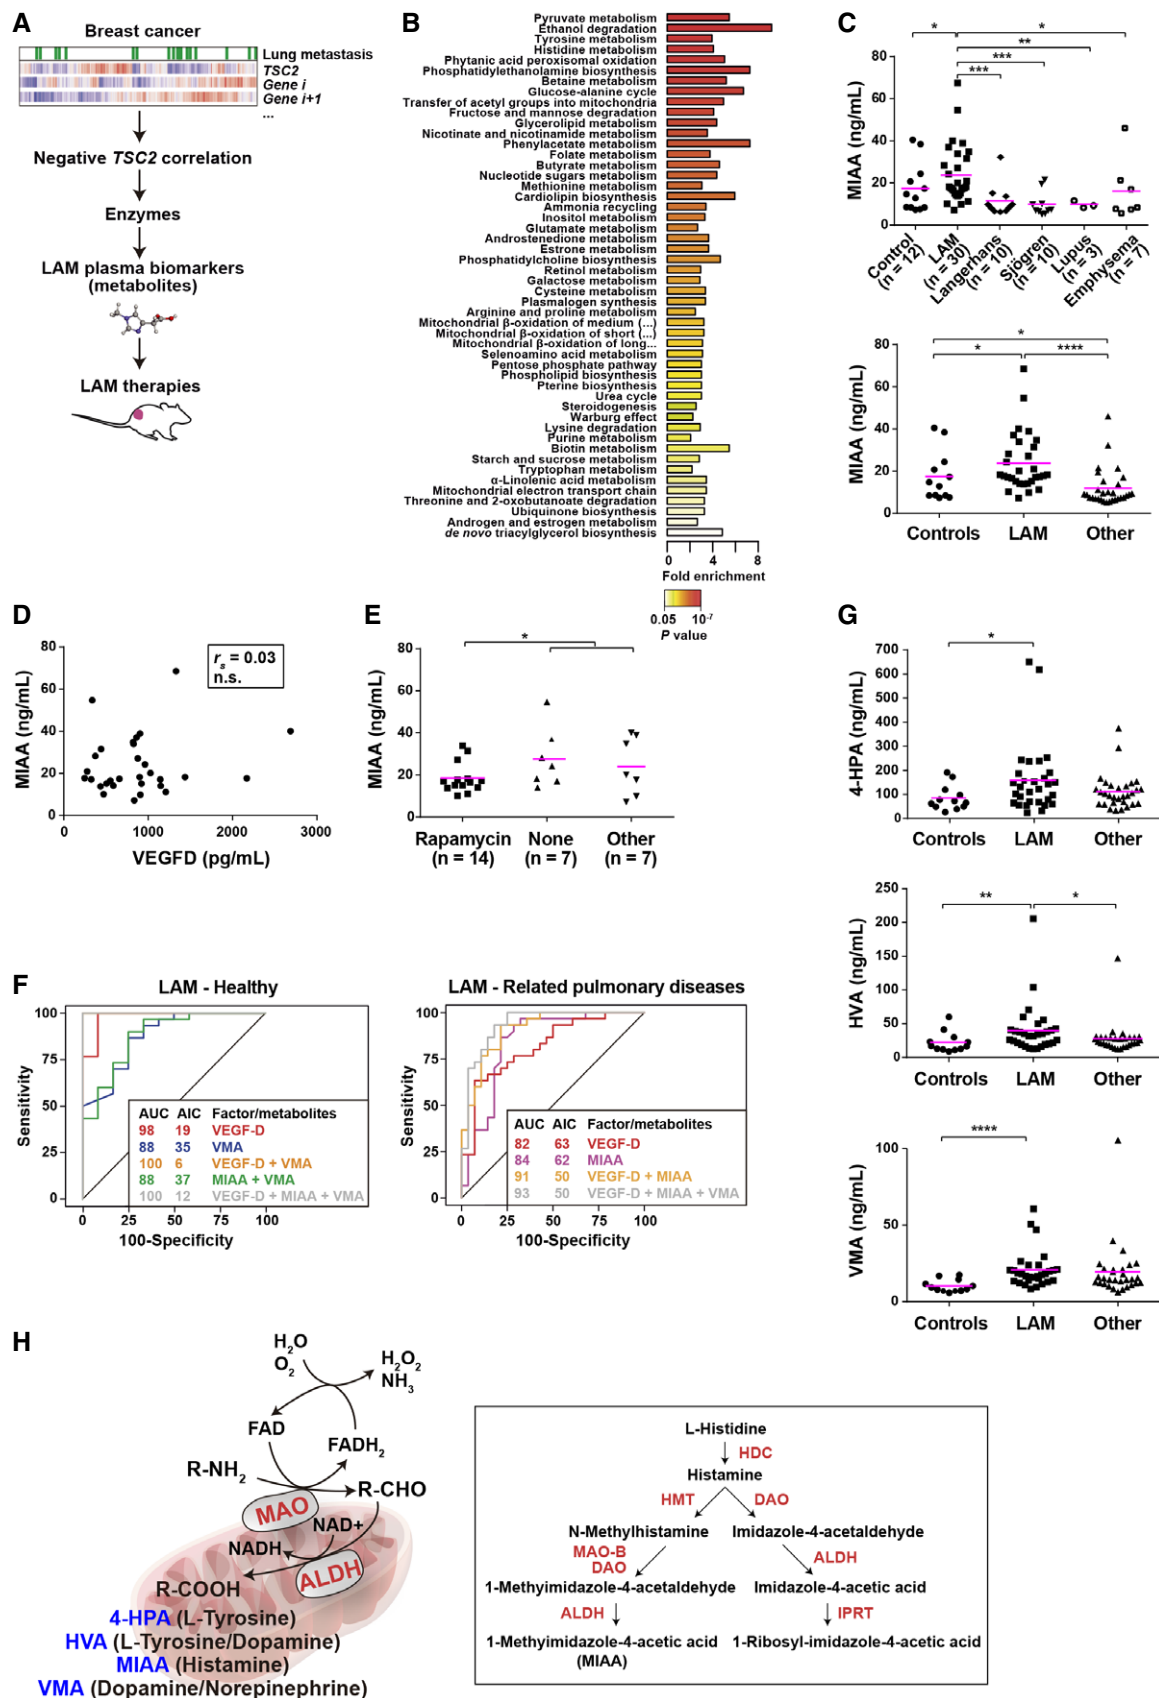 A
Breast cancer
Lung metastasis
TSC2
Gene i
Gene i+1
...
Negative TSC2 correlation
Enzymes
LAM plasma biomarkers
(metabolites)
LAM therapies
B
Pyruvate metabolism
Ethanol degradation
Tyrosine metabolism
Histidine metabolism
Phytanic acid peroxisomal oxidation
Phosphatidylethanolamine biosynthesis
Betaine metabolism
Glucose-alanine cycle
Transfer of acetyl groups into mitochondria
Fructose and mannose degradation
Glycerolipid metabolism
Nicotinate and nicotinamide metabolism
Phenylacetate metabolism
Folate metabolism
Butyrate metabolism
Nucleotide sugars metabolism
Methionine metabolism
Cardiolipin biosynthesis
Ammonia recycling
Inositol metabolism
Glutamate metabolism
Androstenedione metabolism
Estrone metabolism
Phosphatidylcholine biosynthesis
Retinol metabolism
Galactose metabolism
Cysteine metabolism
Plasmalogen synthesis
Arginine and proline metabolism
Mitochondrial β-oxidation of medium (...)
Mitochondrial β-oxidation of short (...)
Mitochondrial β-oxidation of long...
Selenoamino acid metabolism
Pentose phosphate pathway
Phospholipid biosynthesis
Pterine biosynthesis
Urea cycle
Steroidogenesis
Warburg effect
Lysine degradation
Purine metabolism
Biotin metabolism
Starch and sucrose metabolism
Tryptophan metabolism
α-Linolenic acid metabolism
Mitochondrial electron transport chain
Threonine and 2-oxobutanoate degradation
Ubiquinone biosynthesis
Androgen and estrogen metabolism
de novo triacylglycerol biosynthesis
0 4 8
Fold enrichment
0.05 10⁻⁷
P value
C
* *
**
***
***
MIAA (ng/mL)
80
60
40
20
0
Control (n = 12)
LAM (n = 30)
Langerhans (n = 10)
Sjögren (n = 10)
Lupus (n = 3)
Emphysema (n = 7)
*
* ****
MIAA (ng/mL)
80
60
40
20
0
Controls LAM Other
D
MIAA (ng/mL)
80
60
40
20
0
rs = 0.03
n.s.
0 1000 2000 3000
VEGFD (pg/mL)
E
*
MIAA (ng/mL)
80
60
40
20
0
Rapamycin None Other
(n = 14) (n = 7) (n = 7)
F
LAM - Healthy
Sensitivity
100
75
50
25
0
AUC AIC Factor/metabolites
98 19 VEGF-D
88 35 VMA
100 6 VEGF-D + VMA
88 37 MIAA + VMA
100 12 VEGF-D + MIAA + VMA
0 25 50 75 100
100-Specificity
LAM - Related pulmonary diseases
Sensitivity
100
75
50
25
0
AUC AIC Factor/metabolites
82 63 VEGF-D
84 62 MIAA
91 50 VEGF-D + MIAA
93 50 VEGF-D + MIAA + VMA
0 25 50 75 100
100-Specificity
G
*
4-HPA (ng/mL)
700
600
500
400
300
200
100
0
Controls LAM Other
** *
HVA (ng/mL)
250
200
150
100
50
0
Controls LAM Other
****
VMA (ng/mL)
100
50
0
Controls LAM Other
H
H₂O
O₂
H₂O₂
NH₃
FAD
FADH₂
R-NH₂
R-CHO
MAO
NAD+
NADH
ALDH
R-COOH
4-HPA (L-Tyrosine)
HVA (L-Tyrosine/Dopamine)
MIAA (Histamine)
VMA (Dopamine/Norepinephrine)
L-Histidine
HDC
Histamine
HMT DAO
N-Methylhistamine Imidazole-4-acetaldehyde
MAO-B
DAO
ALDH
1-Methyimidazole-4-acetaldehyde Imidazole-4-acetic acid
ALDH IPRT
1-Methyimidazole-4-acetic acid 1-Ribosyl-imidazole-4-acetic acid
(MIAA)